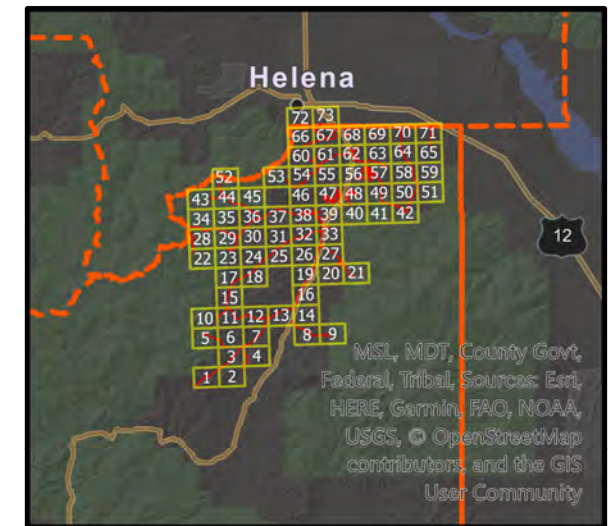 Helena
72 73
66 67 68 69 70 71
60 61 62 63 64 65
52 53 54 55 56 57 58 59
43 44 45 46 47 48 49 50 51
34 35 36 37 38 39 40 41 42
28 29 30 31 32 33
22 23 24 25 26 27
17 18 19 20 21
15 16
10 11 12 13 14
5 6 7 8 9
3 4
1 2
12
MSL, MDT, County Govt,
Federal, Tribal, Sources: Esri,
HERE, Garmin, FAO, NOAA,
USGS, © OpenStreetMap
contributors, and the GIS
User Community